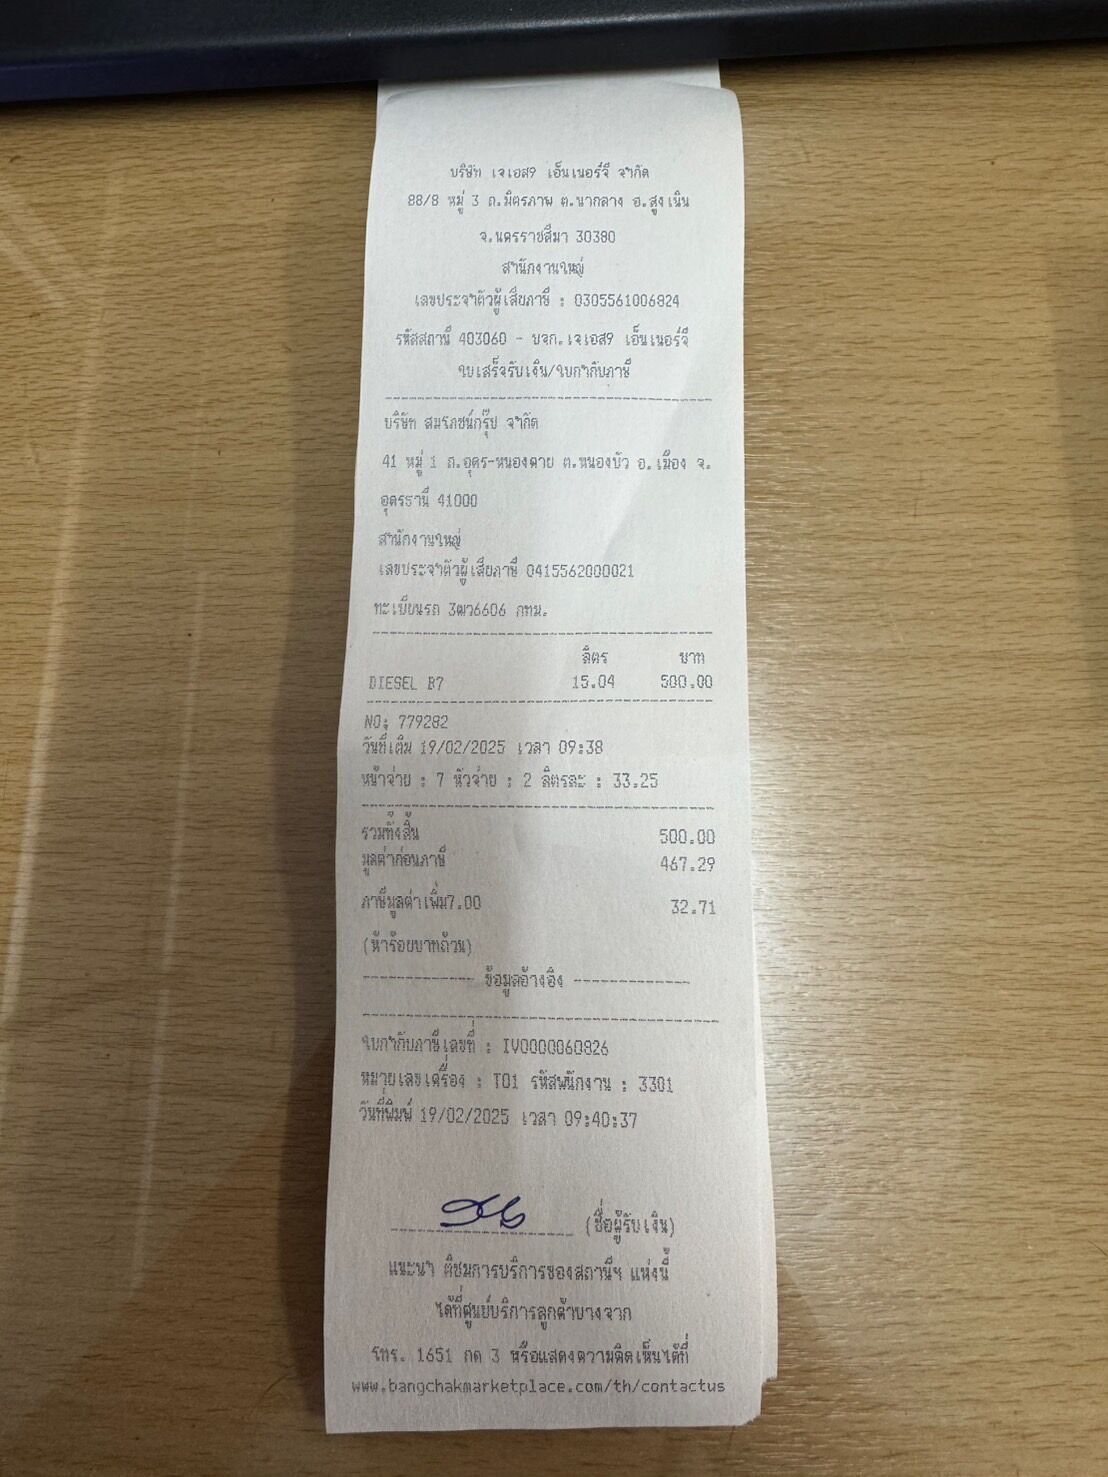 บริษัท เจเอส9 เอ็นเนอร์จี จำกัด
88/8 หมู่ 3 ถ.มิตรภาพ ต.นากลาง อ.สูงเนิน
จ.นครราชสีมา 30380
สำนักงานใหญ่
เลขประจำตัวผู้เสียภาษี : 0305561006824
รหัสสถานี 403060 - บจก.เจเอส9 เอ็นเนอร์จี
ใบเสร็จรับเงิน/ใบกำกับภาษี
บริษัท สมโภชน์กรุ๊ป จำกัด
41 หมู่ 1 ถ.อุดร-หนองคาย ต.หนองบัว อ.เมือง จ.
อุดรธานี 41000
สำนักงานใหญ่
เลขประจำตัวผู้เสียภาษี 0415562000021
ทะเบียนรถ 3ฒว6606 กทม.
ลิตร บาท
DIESEL B7 15.04 500.00
NO: 779282
วันที่เติม 19/02/2025 เวลา 09:38
หน้าจ่าย : 7 หัวจ่าย : 2 ลิตรละ : 33.25
รวมทั้งสิ้น 500.00
มูลค่าก่อนภาษี 467.29
ภาษีมูลค่าเพิ่ม7.00 32.71
(ห้าร้อยบาทถ้วน)
----------- ข้อมูลอ้างอิง ------------
ใบกำกับภาษีเลขที่ : IV0000060826
หมายเลขเครื่อง : T01 รหัสพนักงาน : 3301
วันที่พิมพ์ 19/02/2025 เวลา 09:40:37
(ชื่อผู้รับเงิน)
แนะนำ ติชมการบริการของสถานีฯ แห่งนี้
ได้ที่ศูนย์บริการลูกค้าบางจาก
โทร. 1651 กด 3 หรือแสดงความคิดเห็นได้ที่
www.bangchakmarketplace.com/th/contactus